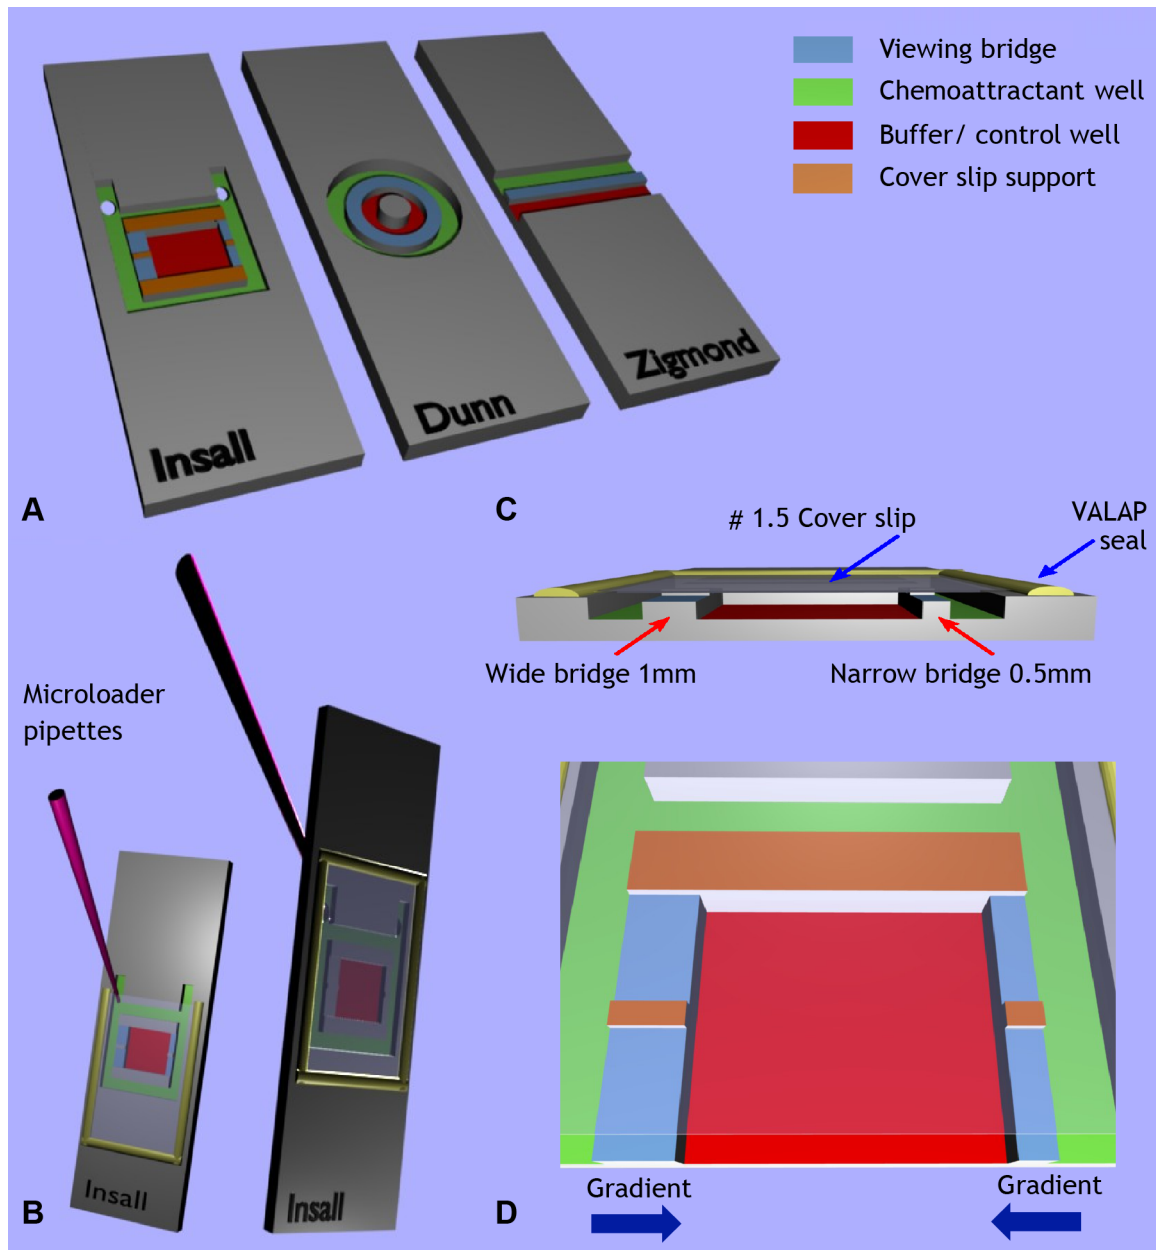 Viewing bridge
Chemoattractant well
Buffer/ control well
Cover slip support
Insall
Dunn
Zigmond
A
C
# 1.5 Cover slip
VALAP
seal
Wide bridge 1mm
Narrow bridge 0.5mm
Microloader
pipettes
Insall
Insall
B
D
Gradient
Gradient